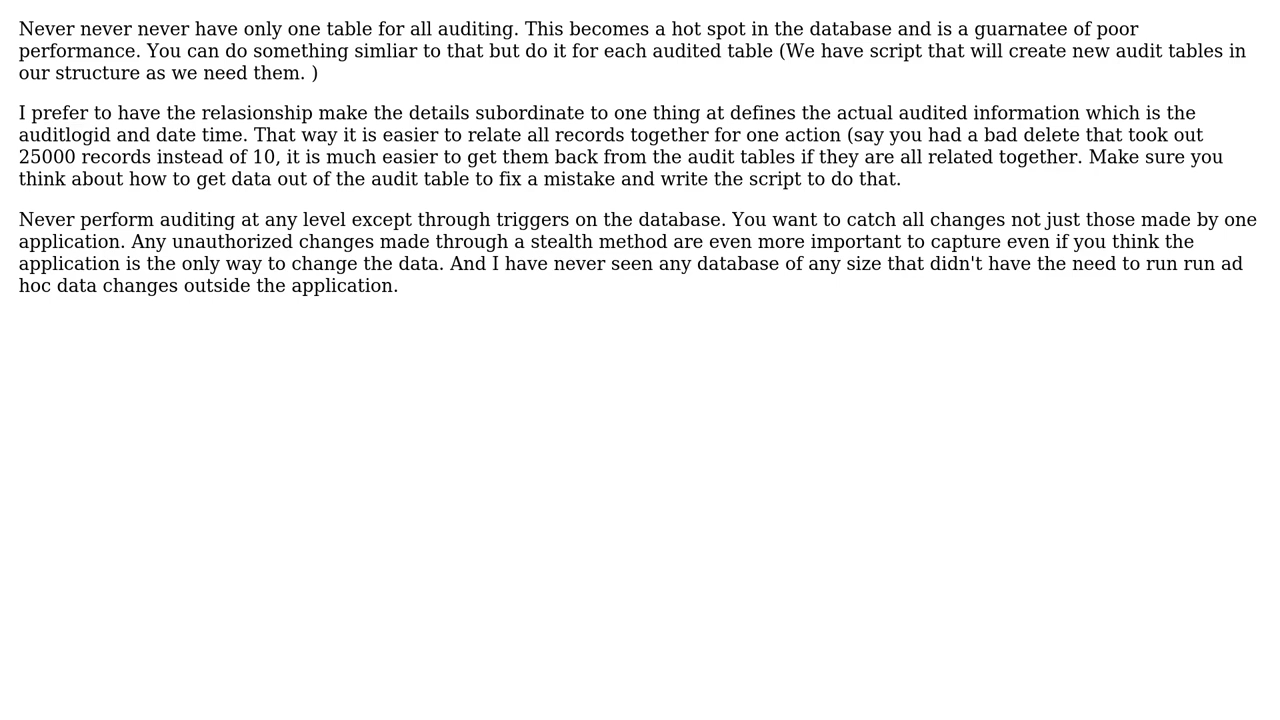 Never never never have only one table for all auditing. This becomes a hot spot in the database and is a guarnatee of poor
performance. You can do something simliar to that but do it for each audited table (We have script that will create new audit tables in
our structure as we need them. )
I prefer to have the relasionship make the details subordinate to one thing at defines the actual audited information which is the
auditlogid and date time. That way it is easier to relate all records together for one action (say you had a bad delete that took out
25000 records instead of 10, it is much easier to get them back from the audit tables if they are all related together. Make sure you
think about how to get data out of the audit table to fix a mistake and write the script to do that.
Never perform auditing at any level except through triggers on the database. You want to catch all changes not just those made by one
application. Any unauthorized changes made through a stealth method are even more important to capture even if you think the
application is the only way to change the data. And I have never seen any database of any size that didn't have the need to run run ad
hoc data changes outside the application.